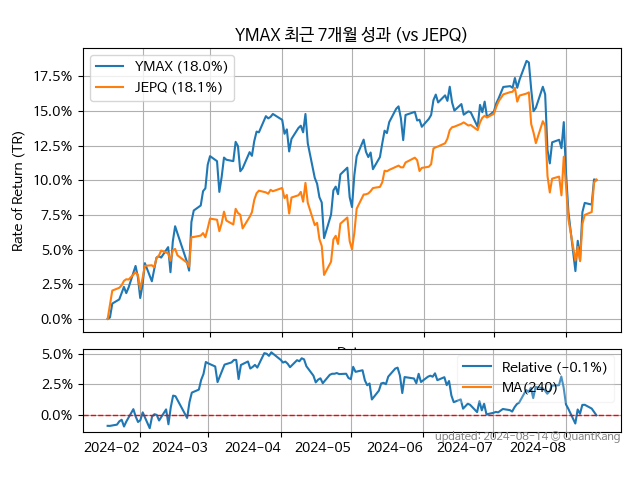 YMAX 최근 7개월 성과 (vs JEPQ)
YMAX (18.0%)
JEPQ (18.1%)
Rate of Return (TR)
17.5%
15.0%
12.5%
10.0%
7.5%
5.0%
2.5%
0.0%
5.0%
2.5%
0.0%
Relative (−0.1%)
MA(240)
updated: 2024-08-14 © QuantKang
2024-02
2024-03
2024-04
2024-05
2024-06
2024-07
2024-08